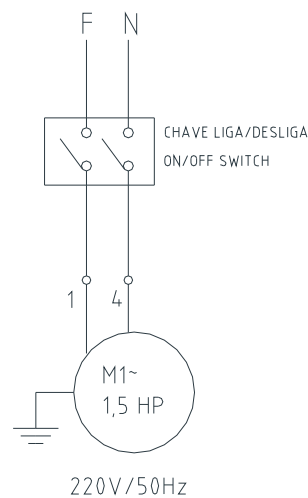 F N
CHAVE LIGA/DESLIGA
ON/OFF SWITCH
1 4
M1~
1,5 HP
220V/50Hz